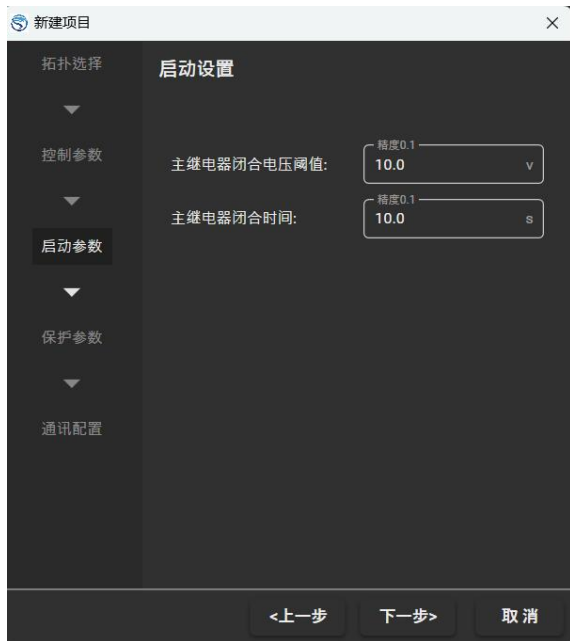 新建项目
拓扑选择
启动设置
控制参数
精度0.1
主继电器闭合电压阈值:
10.0
v
精度0.1
主继电器闭合时间:
10.0
s
启动参数
保护参数
通讯配置
<上一步
下一步>
取消